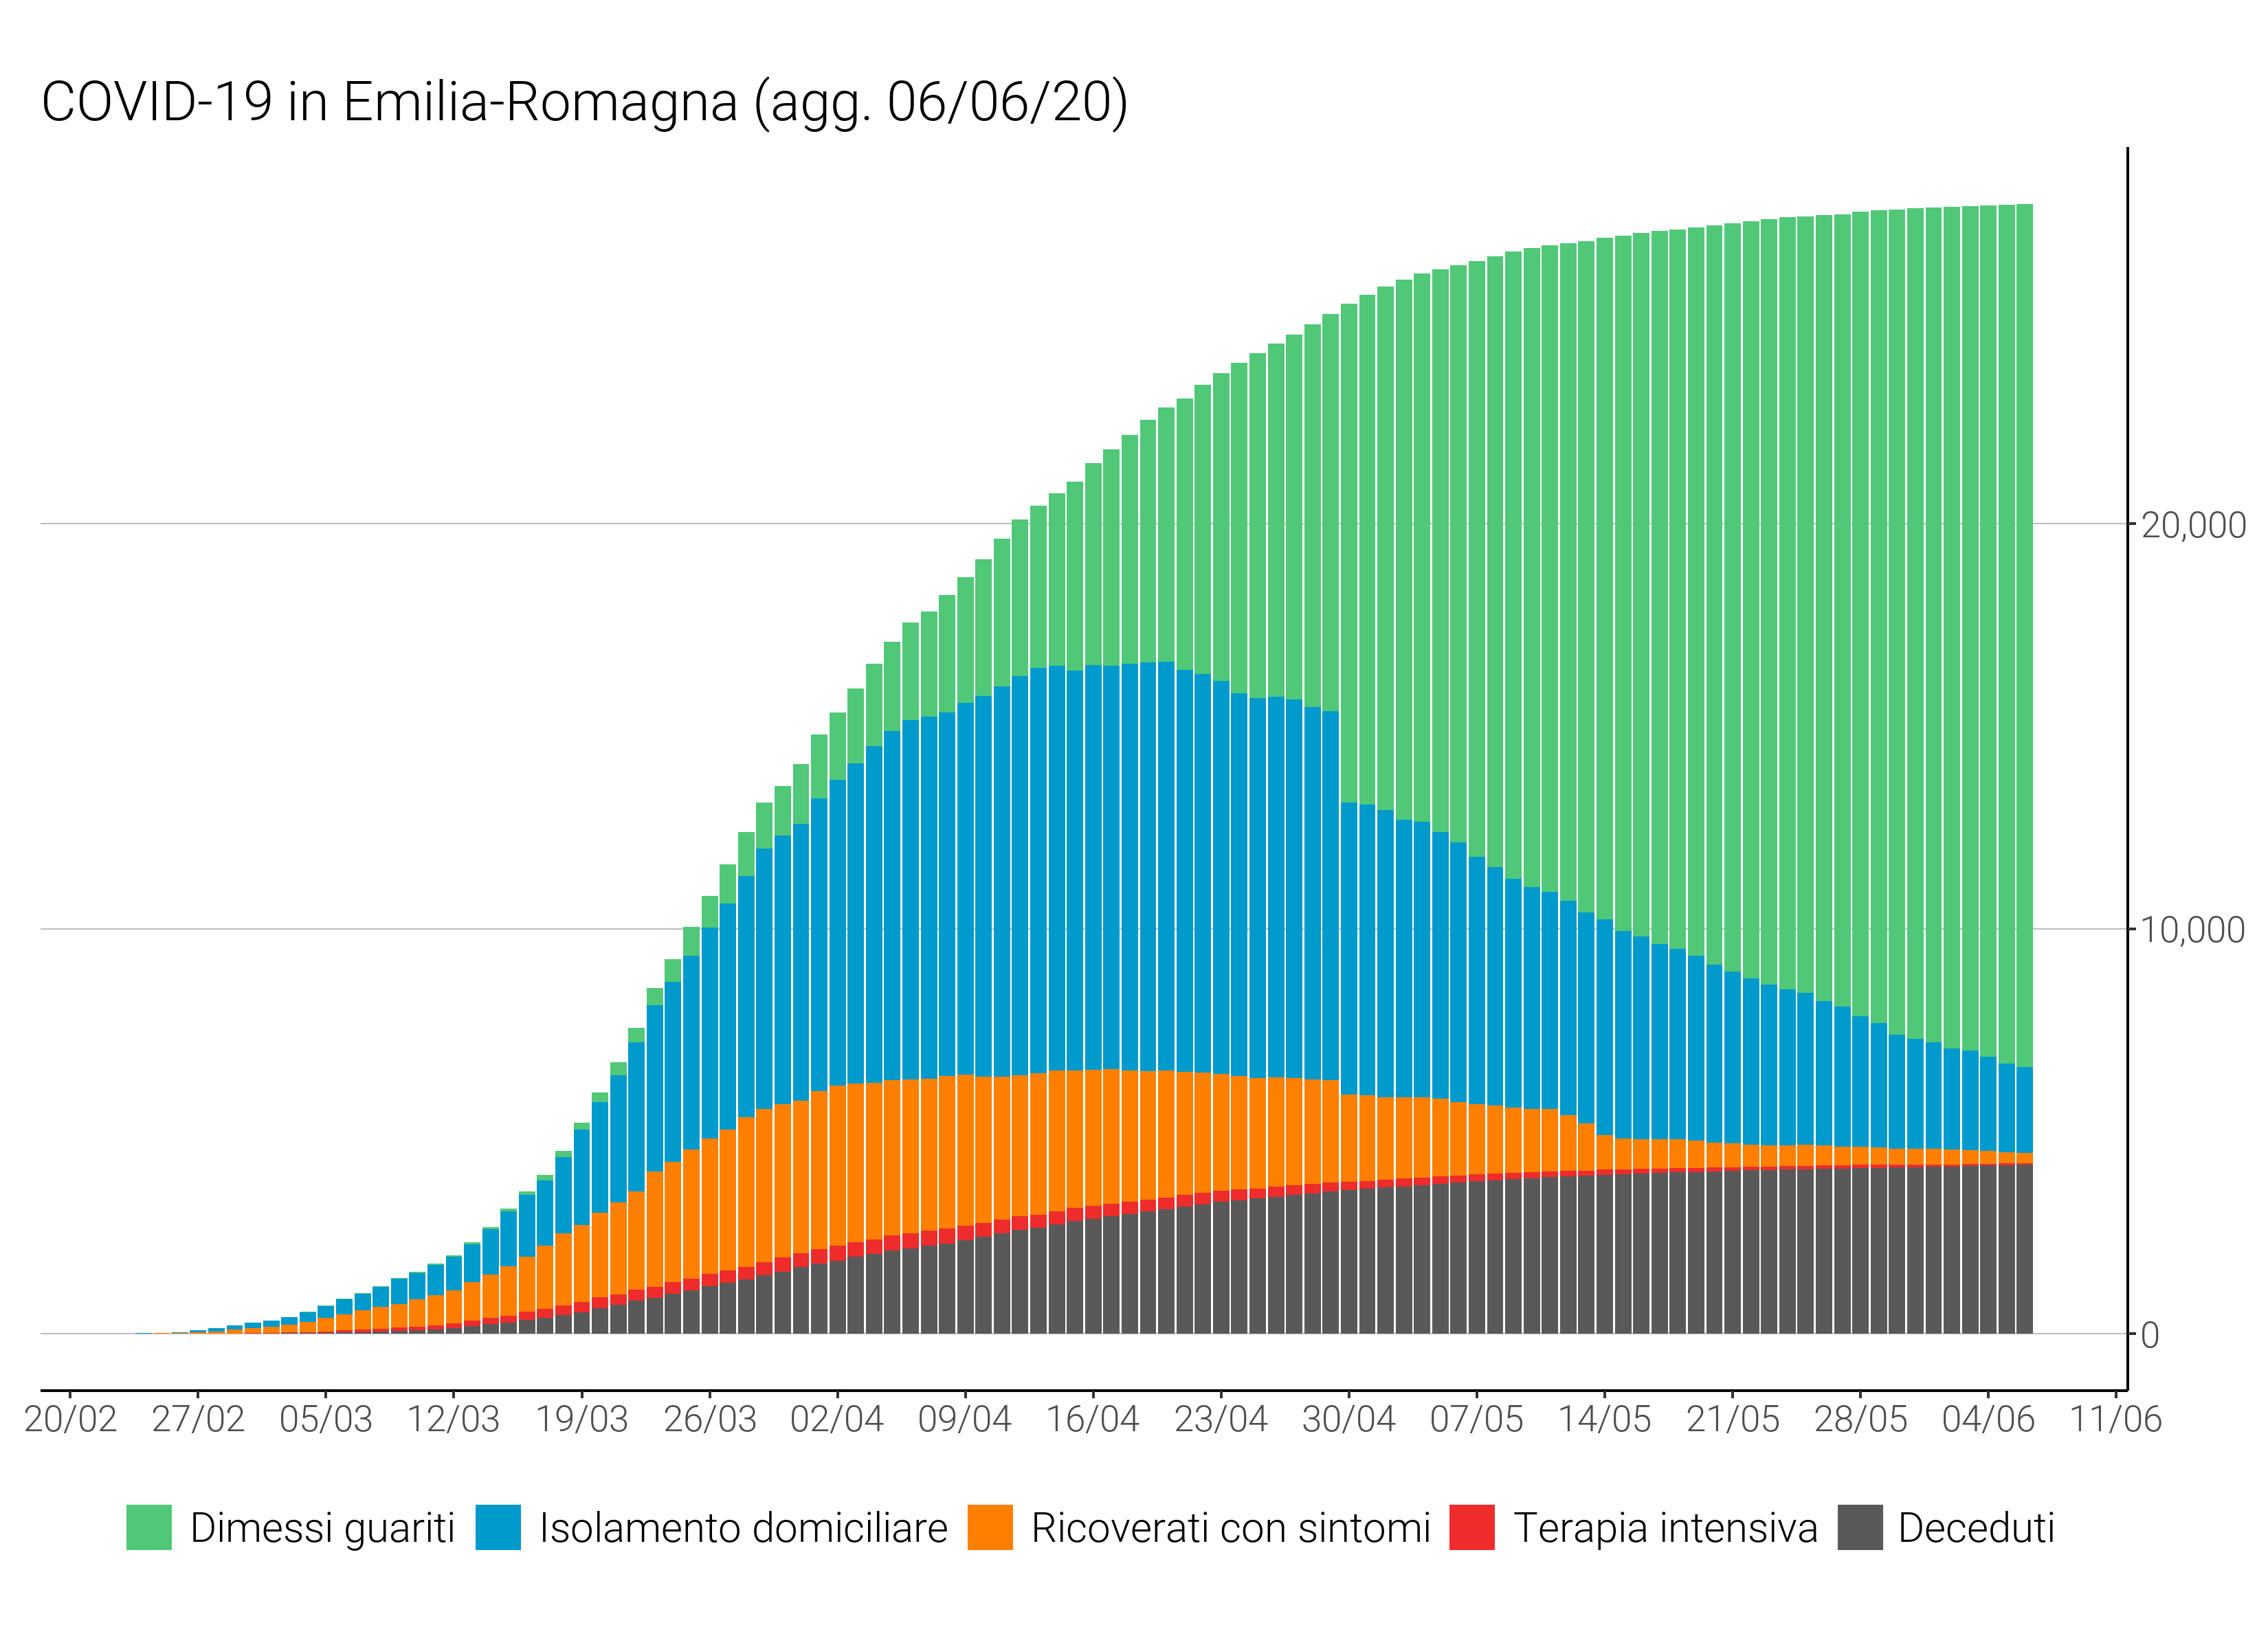 COVID-19 in Emilia-Romagna (agg. 06/06/20)
20,000
10,000
0
20/02 27/02 05/03 12/03 19/03 26/03 02/04 09/04 16/04 23/04 30/04 07/05 14/05 21/05 28/05 04/06 11/06
Dimessi guariti Isolamento domiciliare Ricoverati con sintomi Terapia intensiva Deceduti